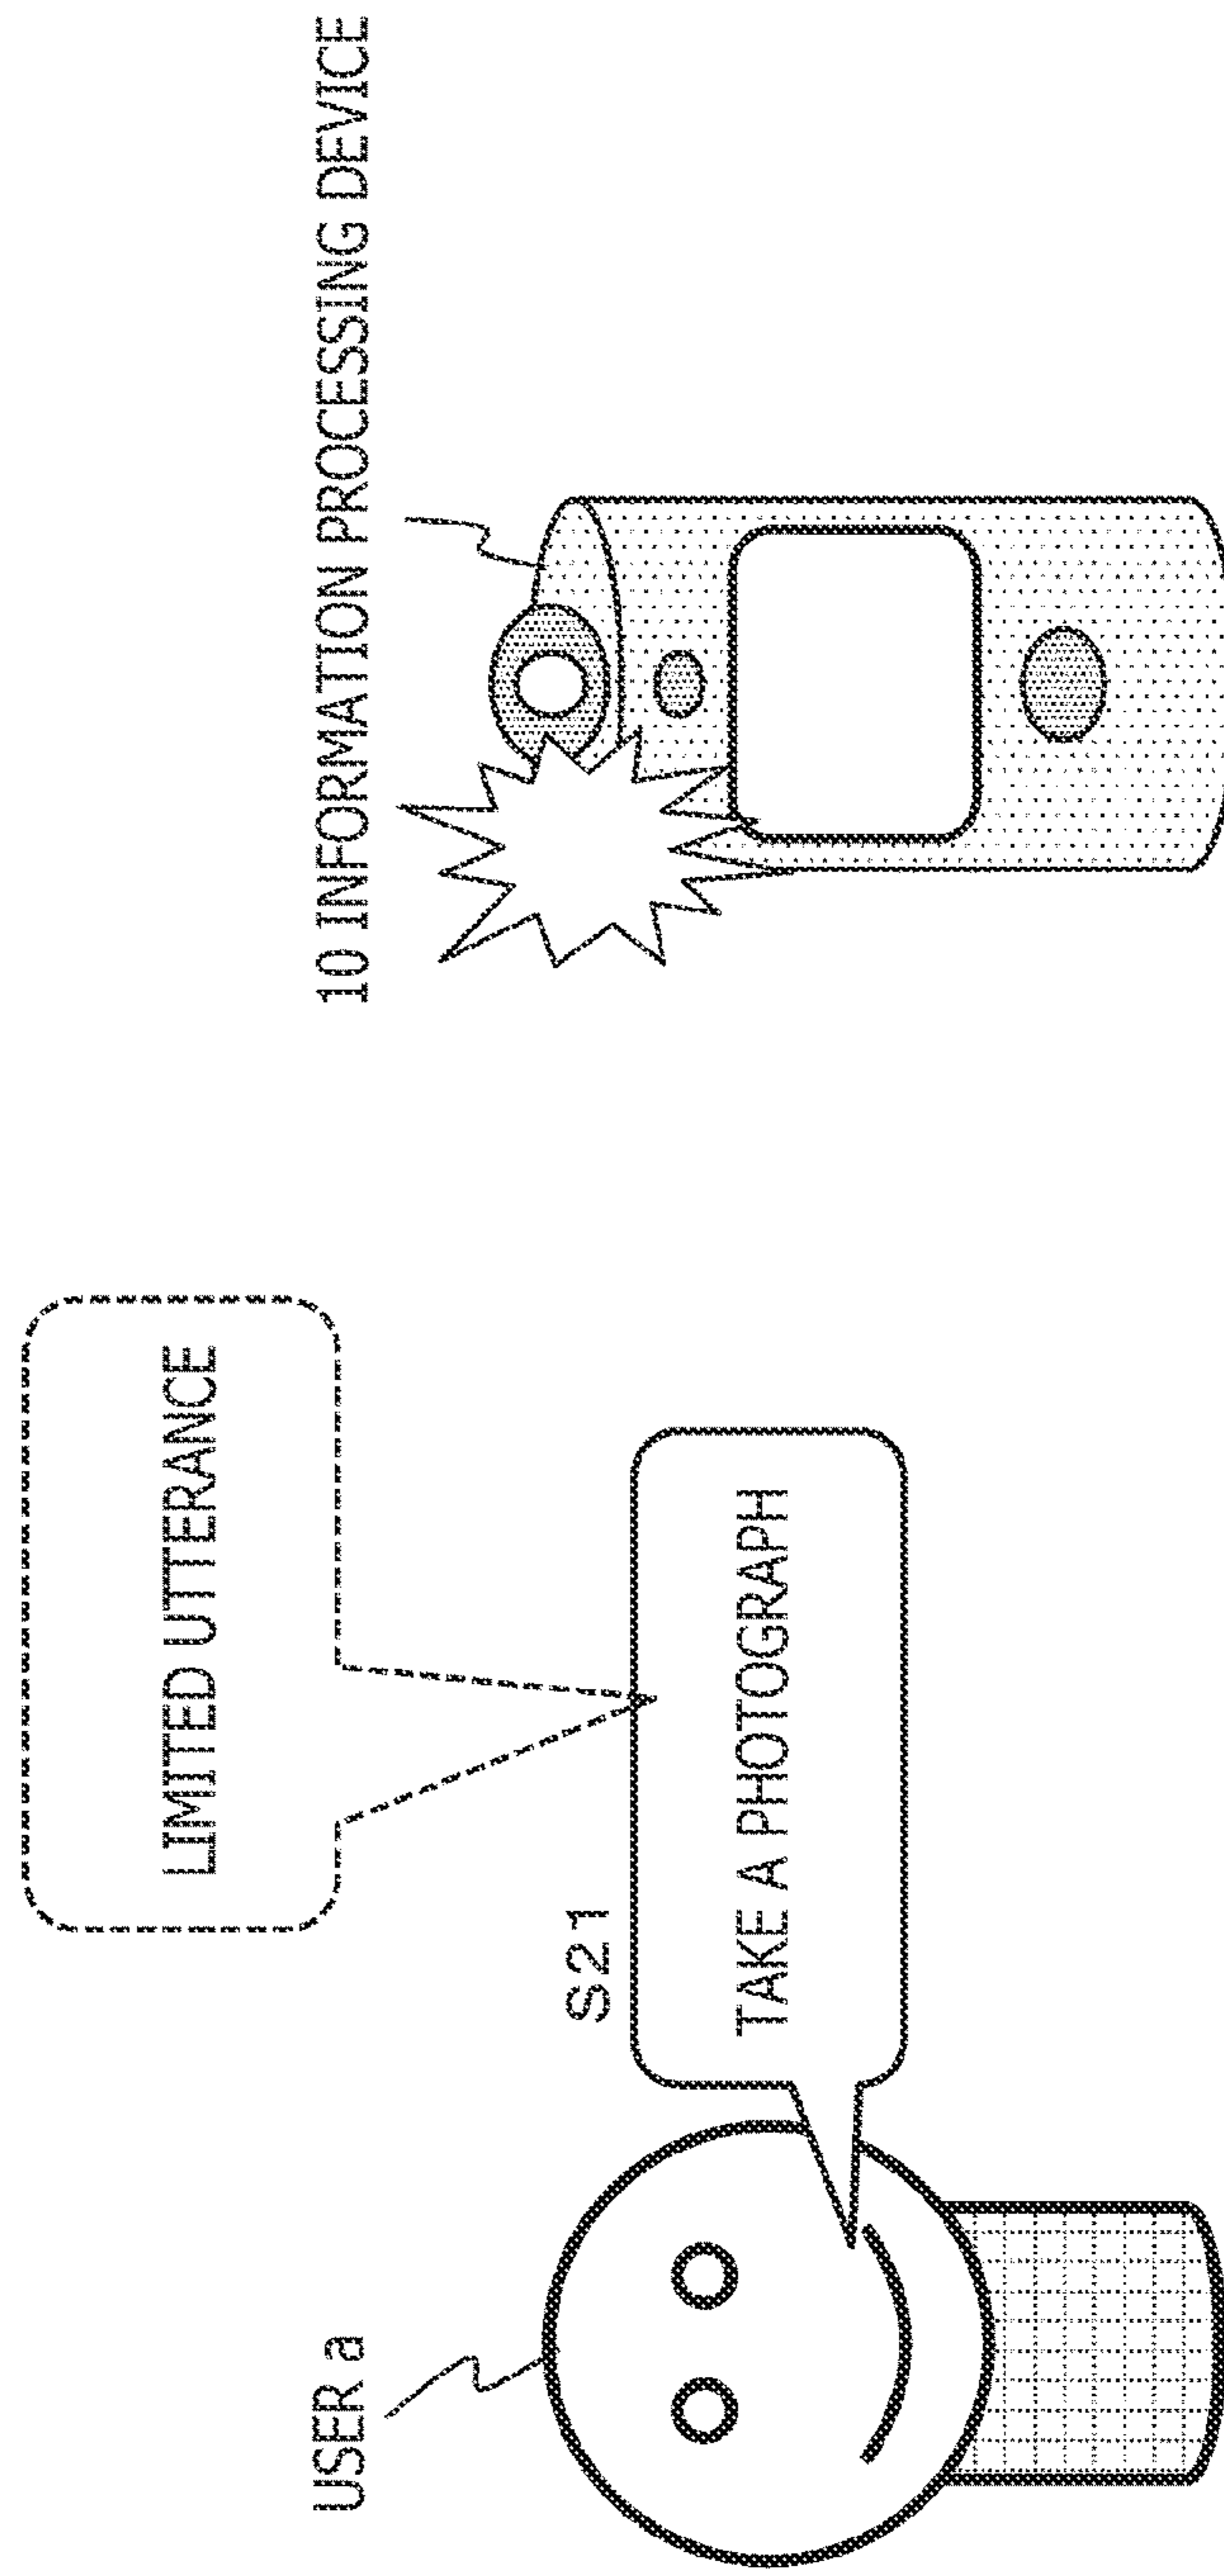 LIMITED UTTERANCE
USER a
10 INFORMATION PROCESSING DEVICE
S21
TAKE A PHOTOGRAPH